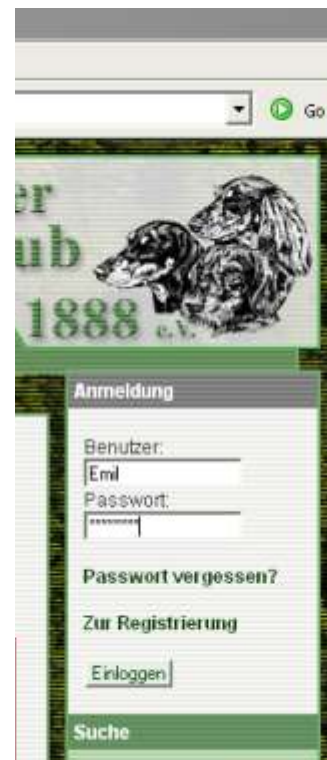 Go
er
ub
1888 e.V.
Anmeldung
Benutzer:
Emil
Passwort:
********
Passwort vergessen?
Zur Registrierung
Einloggen
Suche